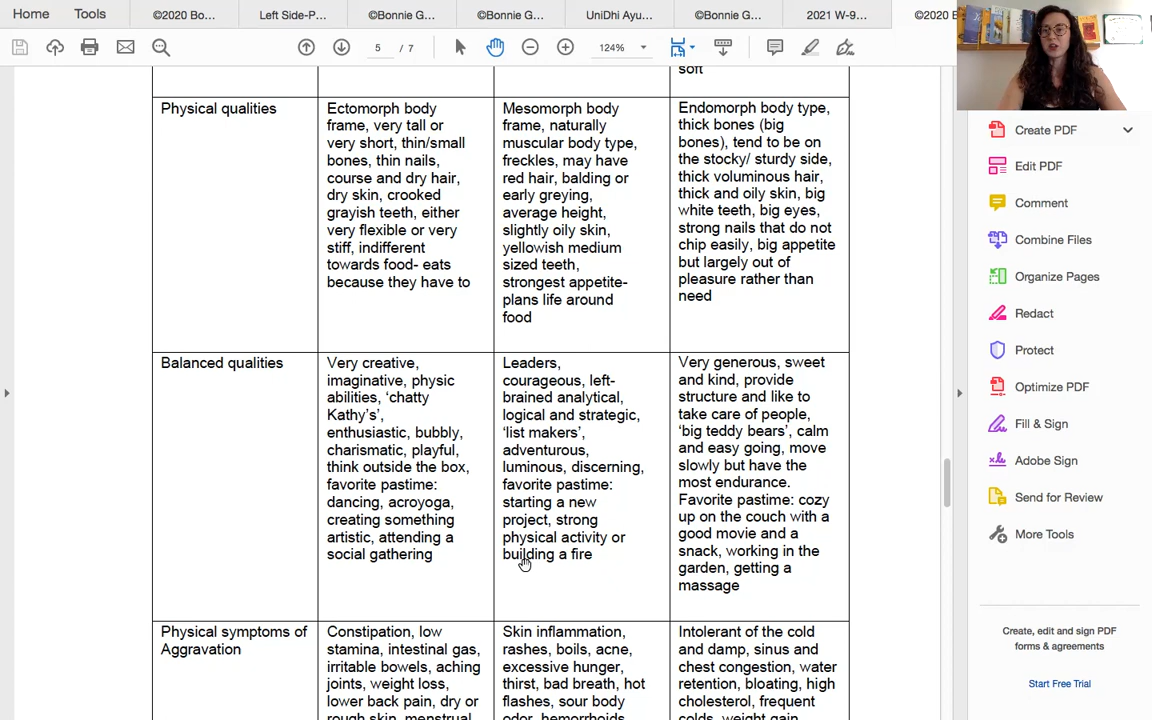 Home
Tools
©2020 Bo...
Left Side-P...
©Bonnie G...
©Bonnie G...
UniDhi Ayu...
©Bonnie G...
2021 W-9...
©2020 B
5 / 7
124%
soft
Physical qualities
Ectomorph body
frame, very tall or
very short, thin/small
bones, thin nails,
course and dry hair,
dry skin, crooked
grayish teeth, either
very flexible or very
stiff, indifferent
towards food- eats
because they have to
Mesomorph body
frame, naturally
muscular body type,
freckles, may have
red hair, balding or
early greying,
average height,
slightly oily skin,
yellowish medium
sized teeth,
strongest appetite-
plans life around
food
Endomorph body type,
thick bones (big
bones), tend to be on
the stocky/ sturdy side,
thick voluminous hair,
thick and oily skin, big
white teeth, big eyes,
strong nails that do not
chip easily, big appetite
but largely out of
pleasure rather than
need
Balanced qualities
Very creative,
imaginative, physic
abilities, ‘chatty
Kathy’s’,
enthusiastic, bubbly,
charismatic, playful,
think outside the box,
favorite pastime:
dancing, acroyoga,
creating something
artistic, attending a
social gathering
Leaders,
courageous, left-
brained analytical,
logical and strategic,
‘list makers’,
adventurous,
luminous, discerning,
favorite pastime:
starting a new
project, strong
physical activity or
building a fire
Very generous, sweet
and kind, provide
structure and like to
take care of people,
‘big teddy bears’, calm
and easy going, move
slowly but have the
most endurance.
Favorite pastime: cozy
up on the couch with a
good movie and a
snack, working in the
garden, getting a
massage
Physical symptoms of
Aggravation
Constipation, low
stamina, intestinal gas,
irritable bowels, aching
joints, weight loss,
lower back pain, dry or
rough skin, menstrual
Skin inflammation,
rashes, boils, acne,
excessive hunger,
thirst, bad breath, hot
flashes, sour body
odor, hemorrhoids
Intolerant of the cold
and damp, sinus and
chest congestion, water
retention, bloating, high
cholesterol, frequent
colds, weight gain
Create PDF
Edit PDF
Comment
Combine Files
Organize Pages
Redact
Protect
Optimize PDF
Fill & Sign
Adobe Sign
Send for Review
More Tools
Create, edit and sign PDF
forms & agreements
Start Free Trial